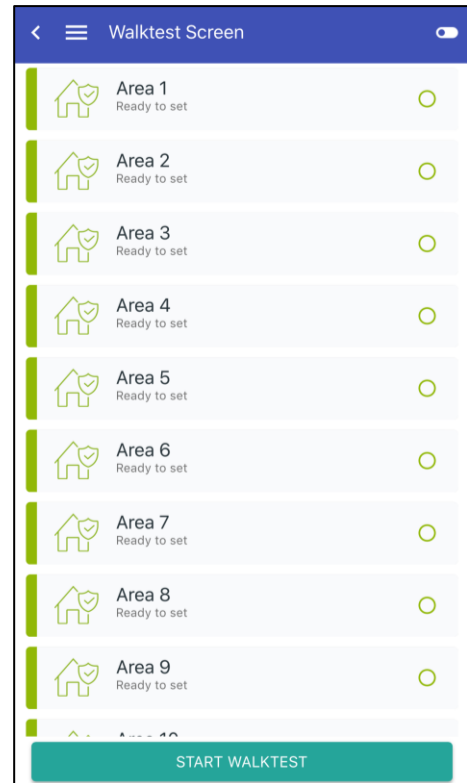 Walktest Screen
Area 1
Ready to set
Area 2
Ready to set
Area 3
Ready to set
Area 4
Ready to set
Area 5
Ready to set
Area 6
Ready to set
Area 7
Ready to set
Area 8
Ready to set
Area 9
Ready to set
Area 10
START WALKTEST